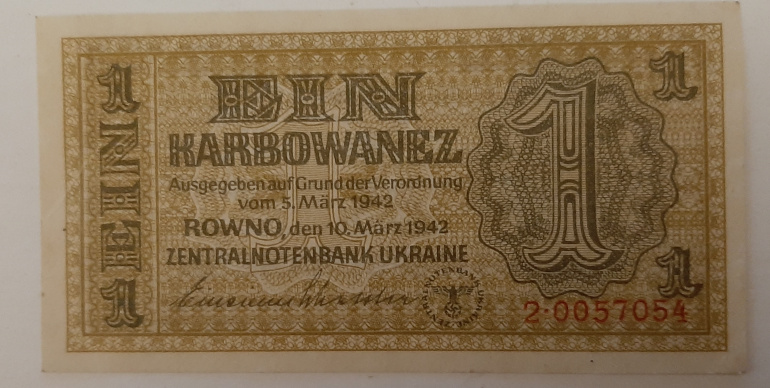 1
EIN
1
EIN
KARBOWANEZ
Ausgegeben auf Grund der Verordnung
vom 5. März 1942
ROWNO, den 10. März 1942
ZENTRALNOTENBANK UKRAINE
1
1
1
2·0057054